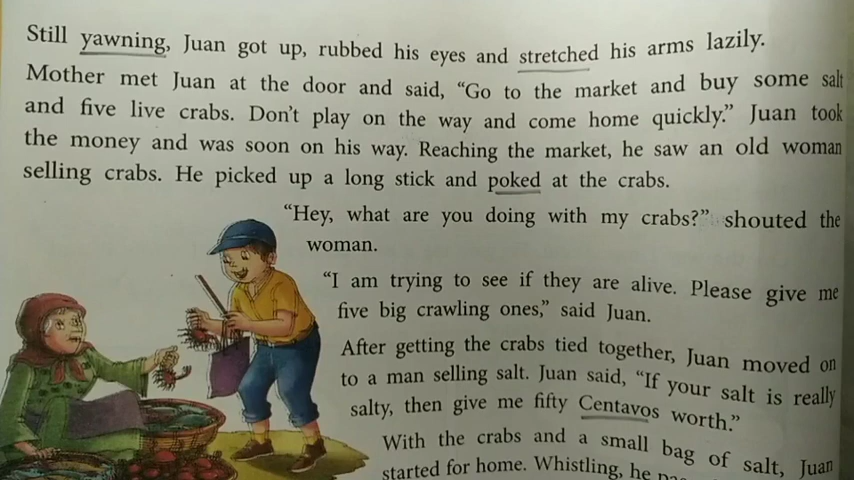 Still yawning, Juan got up, rubbed his eyes and stretched his arms lazily.
Mother met Juan at the door and said, “Go to the market and buy some salt
and five live crabs. Don’t play on the way and come home quickly.” Juan took
the money and was soon on his way. Reaching the market, he saw an old woman
selling crabs. He picked up a long stick and poked at the crabs.
“Hey, what are you doing with my crabs?” shouted the
woman.
“I am trying to see if they are alive. Please give me
five big crawling ones,” said Juan.
After getting the crabs tied together, Juan moved on
to a man selling salt. Juan said, “If your salt is really
salty, then give me fifty Centavos worth.”
With the crabs and a small bag of salt, Juan
started for home. Whistling, he